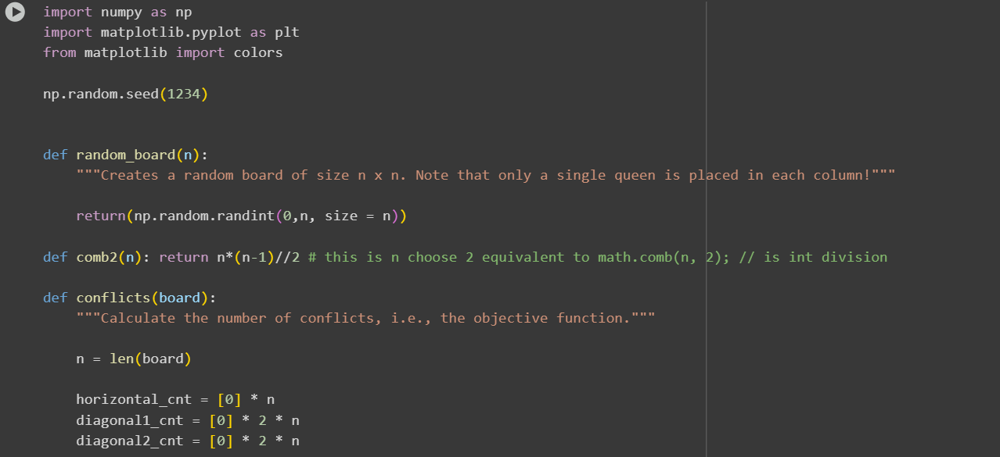 import numpy as np
import matplotlib.pyplot as plt
from matplotlib import colors
np.random.seed(1234)
def random_board(n):
"""Creates a random board of size n x n. Note that only a single queen is placed in each column!"""
return(np.random.randint(0,n, size = n))
def comb2(n): return n*(n-1)//2 # this is n choose 2 equivalent to math.comb(n, 2); // is int division
def conflicts(board):
"""Calculate the number of conflicts, i.e., the objective function."""
n = len(board)
horizontal_cnt = [0] * n
diagonal1_cnt = [0] * 2 * n
diagonal2_cnt = [0] * 2 * n